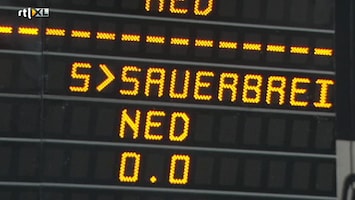 rtl XL
NED
S>SAUERBREI
NED
0.0